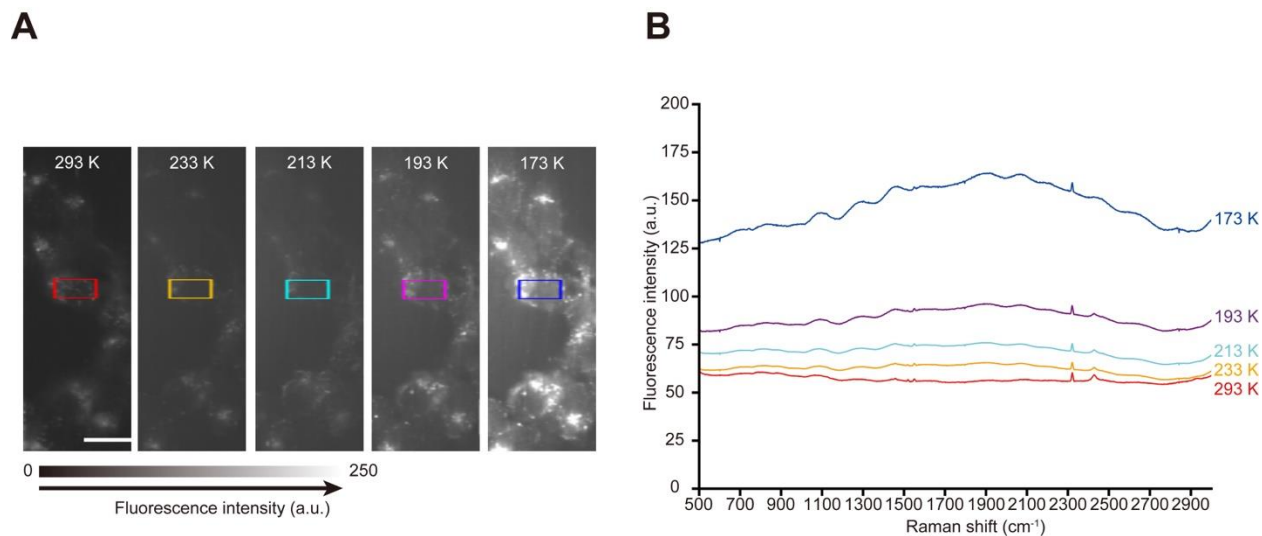 A
293 K
233 K
213 K
193 K
173 K
0
250
Fluorescence intensity (a.u.)
B
Fluorescence intensity (a.u.)
200
175
150
125
100
75
50
25
0
173 K
193 K
213 K
233 K
293 K
500 700 900 1100 1300 1500 1700 1900 2100 2300 2500 2700 2900
Raman shift (cm⁻¹)